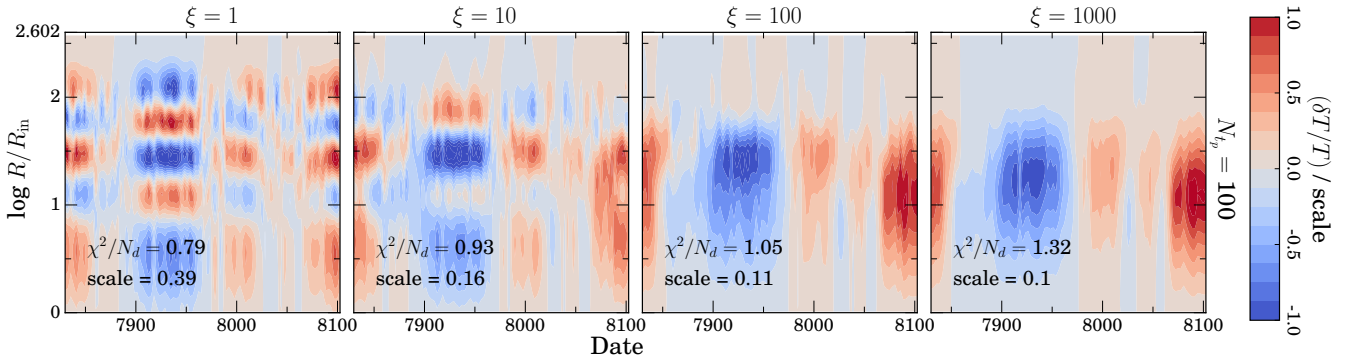 ξ = 1
ξ = 10
ξ = 100
ξ = 1000
log R/R_in
2.602
2
1
0
χ²/N_d = 0.79
scale = 0.39
7900
8000
8100
χ²/N_d = 0.93
scale = 0.16
7900
8000
8100
χ²/N_d = 1.05
scale = 0.11
7900
8000
8100
χ²/N_d = 1.32
scale = 0.1
7900
8000
8100
Date
N_{t_p} = 100
1.0
0.5
0.0
-0.5
-1.0
(δT/T) / scale